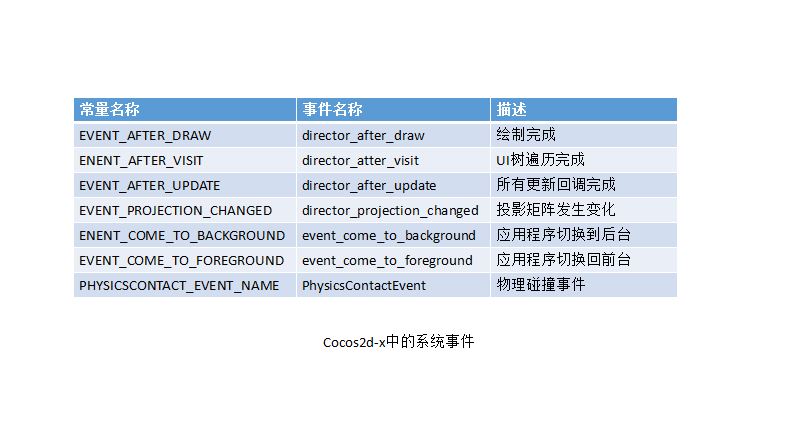 常量名称 事件名称 描述
EVENT_AFTER_DRAW director_after_draw 绘制完成
ENENT_AFTER_VISIT director_atter_visit UI树遍历完成
EVENT_AFTER_UPDATE director_after_update 所有更新回调完成
EVENT_PROJECTION_CHANGED director_projection_changed 投影矩阵发生变化
ENENT_COME_TO_BACKGROUND event_come_to_background 应用程序切换到后台
EVENT_COME_TO_FOREGROUND event_come_to_foreground 应用程序切换回前台
PHYSICSCONTACT_EVENT_NAME PhysicsContactEvent 物理碰撞事件
Cocos2d-x中的系统事件